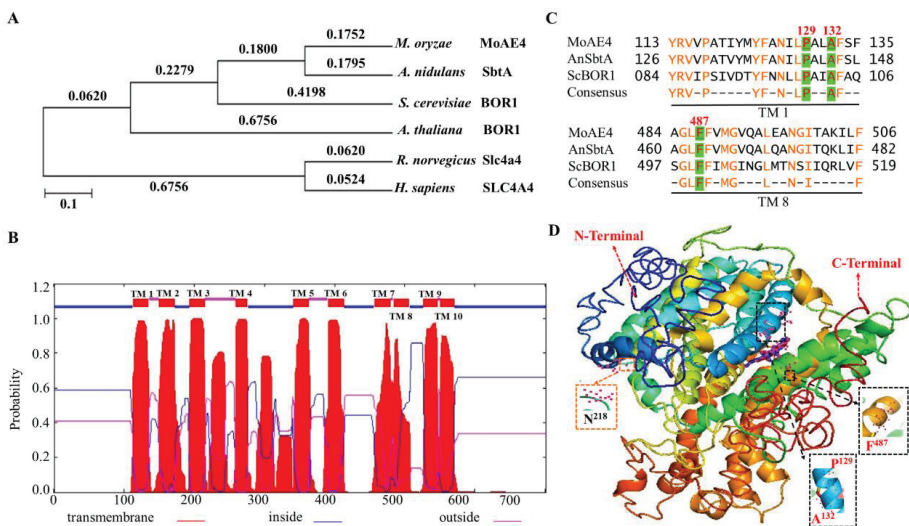 A
0.1752
M. oryzae MoAE4
0.1800
0.2279
0.1795
A. nidulans SbtA
0.0620
0.4198
S. cerevisiae BOR1
0.6756
A. thaliana BOR1
0.0620
R. norvegicus Slc4a4
0.6756
0.0524
H. sapiens SLC4A4
0.1
B
1.2
1.0
0.8
0.6
0.4
0.2
0.0
Probability
TM 1 TM 2 TM 3 TM 4 TM 5 TM 6 TM 7 TM 9
TM 8 TM 10
0 100 200 300 400 500 600 700
transmembrane inside outside
C
129 132
MoAE4 113 YRVVPATIYMYFANILPALAFSF 135
AnSbtA 126 YRVVPATVYMYFANILPALAFSL 148
ScBOR1 084 YRVIPSIVDTYFNNLLPAIAFAQ 106
Consensus YRV-P-----YF-N-LPA-AF--
TM 1
487
MoAE4 484 AGLFFVMGVQALEANGITAKILF 506
AnSbtA 460 AGLFFVMGVQALQANGITQKLIF 482
ScBOR1 497 SGLFFIMGINGLMTNSIIQRLVF 519
Consensus -GLFF-MG---L--N-I-----F
TM 8
D
N-Terminal
C-Terminal
N218
F487
P129
A132